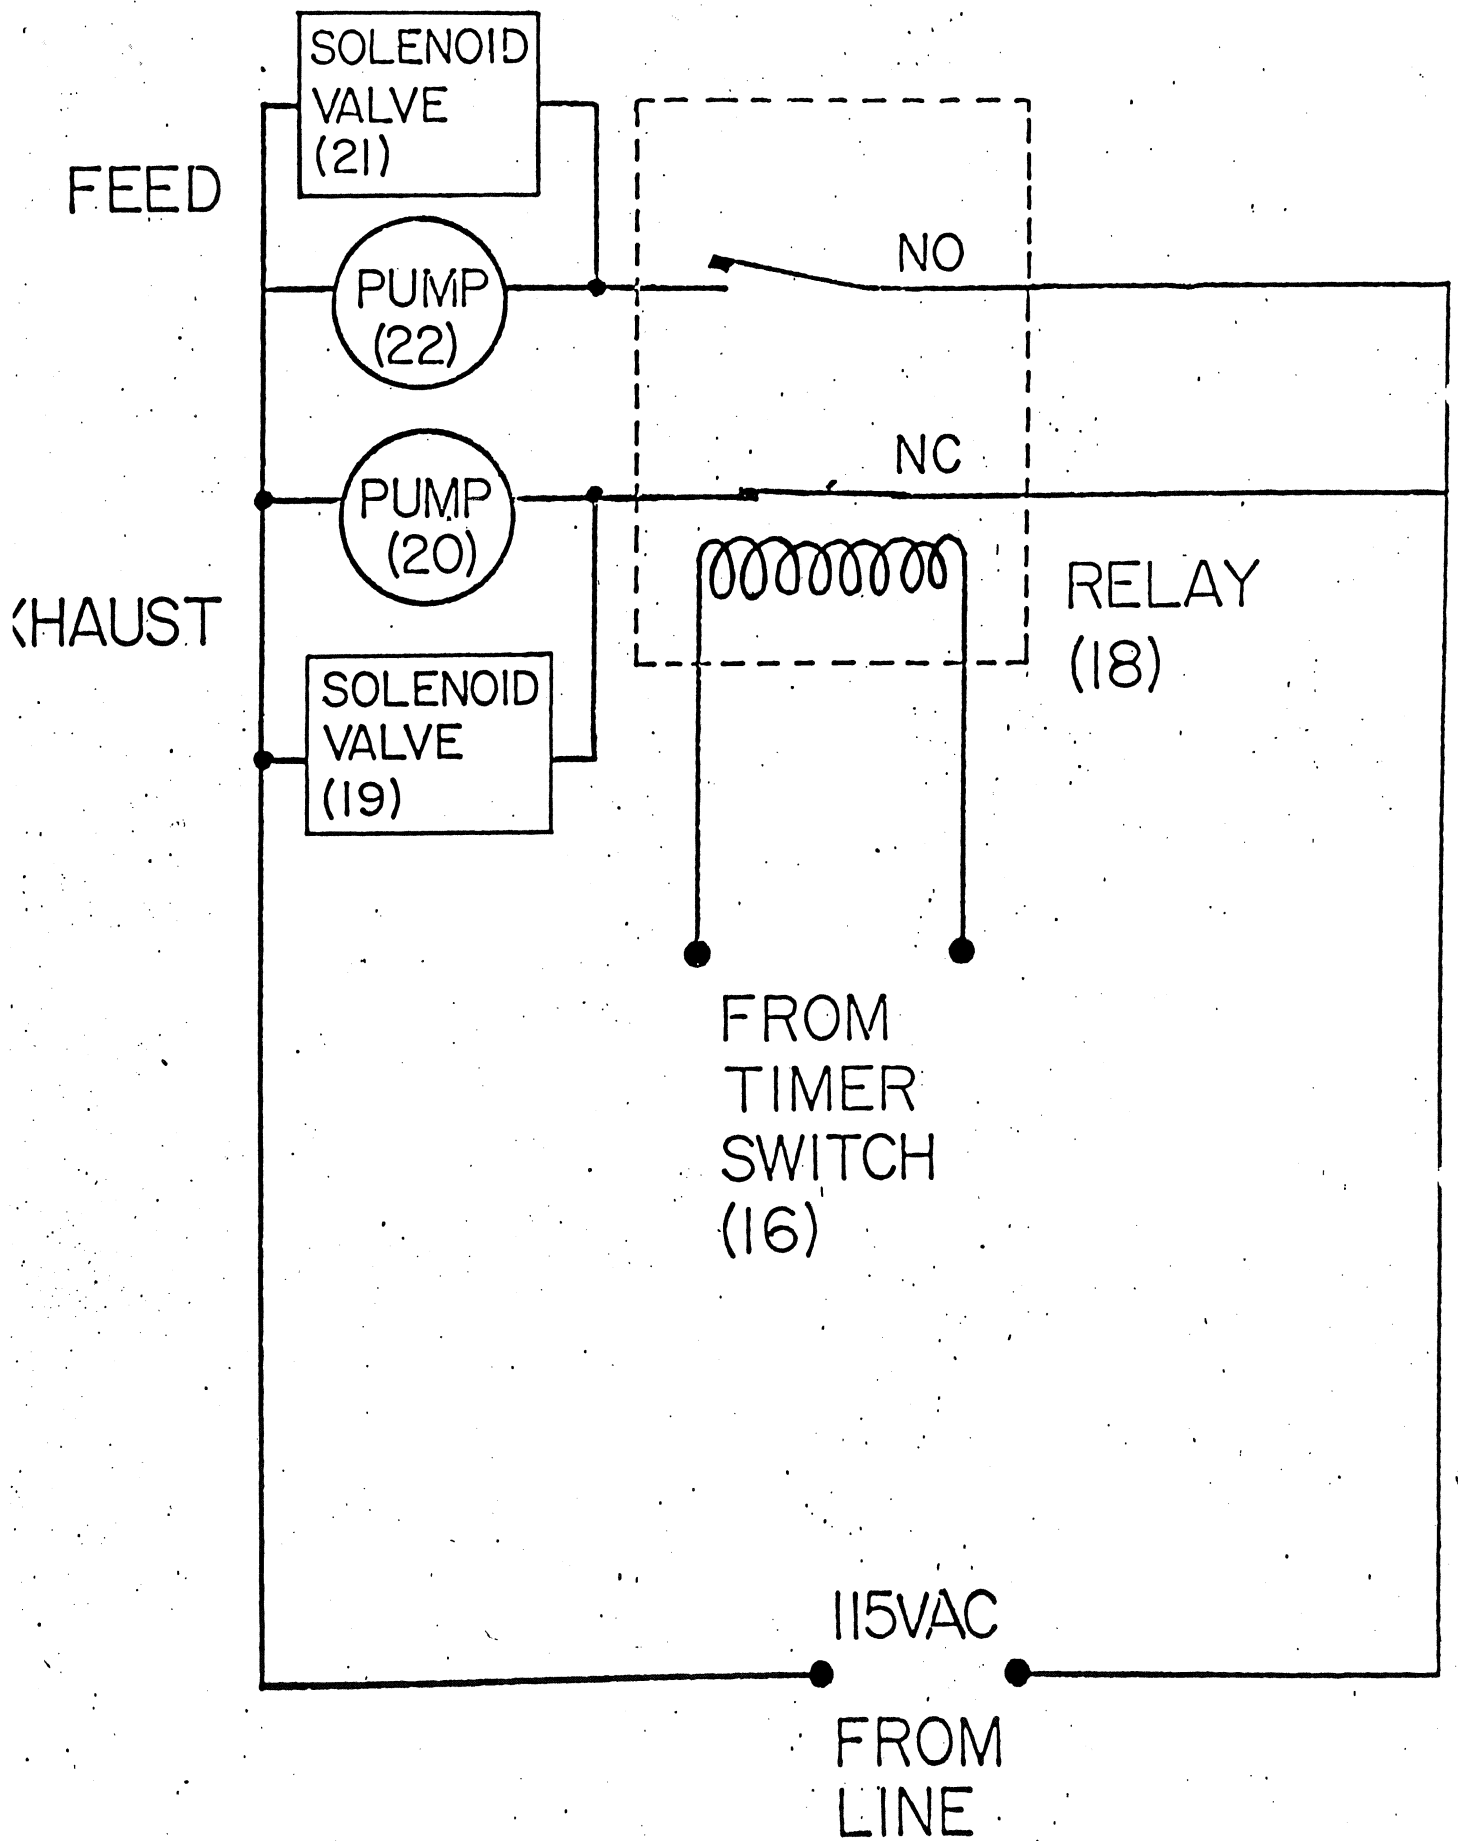 SOLENOID
VALVE
(21)
FEED
PUMP
(22)
NO
PUMP
(20)
NC
XHAUST
SOLENOID
VALVE
(19)
RELAY
(18)
FROM
TIMER
SWITCH
(16)
115VAC
FROM
LINE